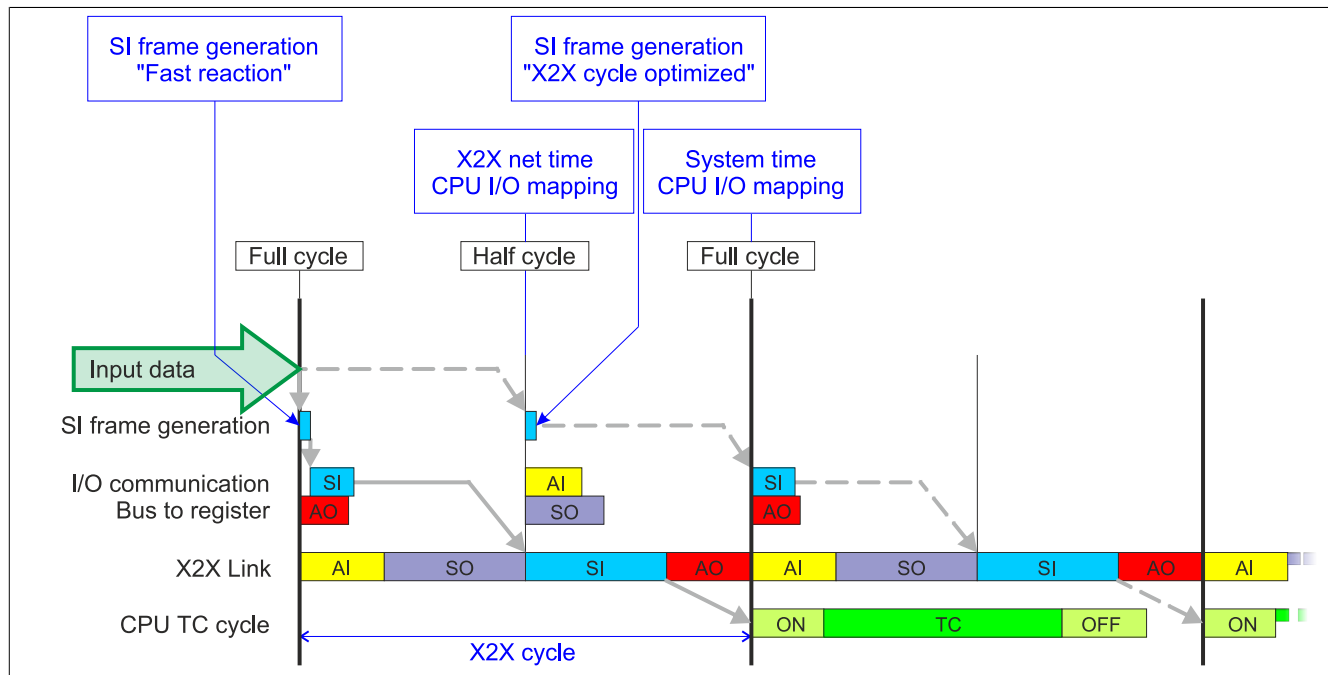 SI frame generation
"Fast reaction"
SI frame generation
"X2X cycle optimized"
X2X net time
CPU I/O mapping
System time
CPU I/O mapping
Full cycle
Half cycle
Full cycle
Input data
SI frame generation
I/O communication
SI
AI
SI
Bus to register
AO
SO
AO
X2X Link
AI
SO
SI
AO
AI
SO
SI
AO
AI
CPU TC cycle
ON
TC
OFF
ON
X2X cycle